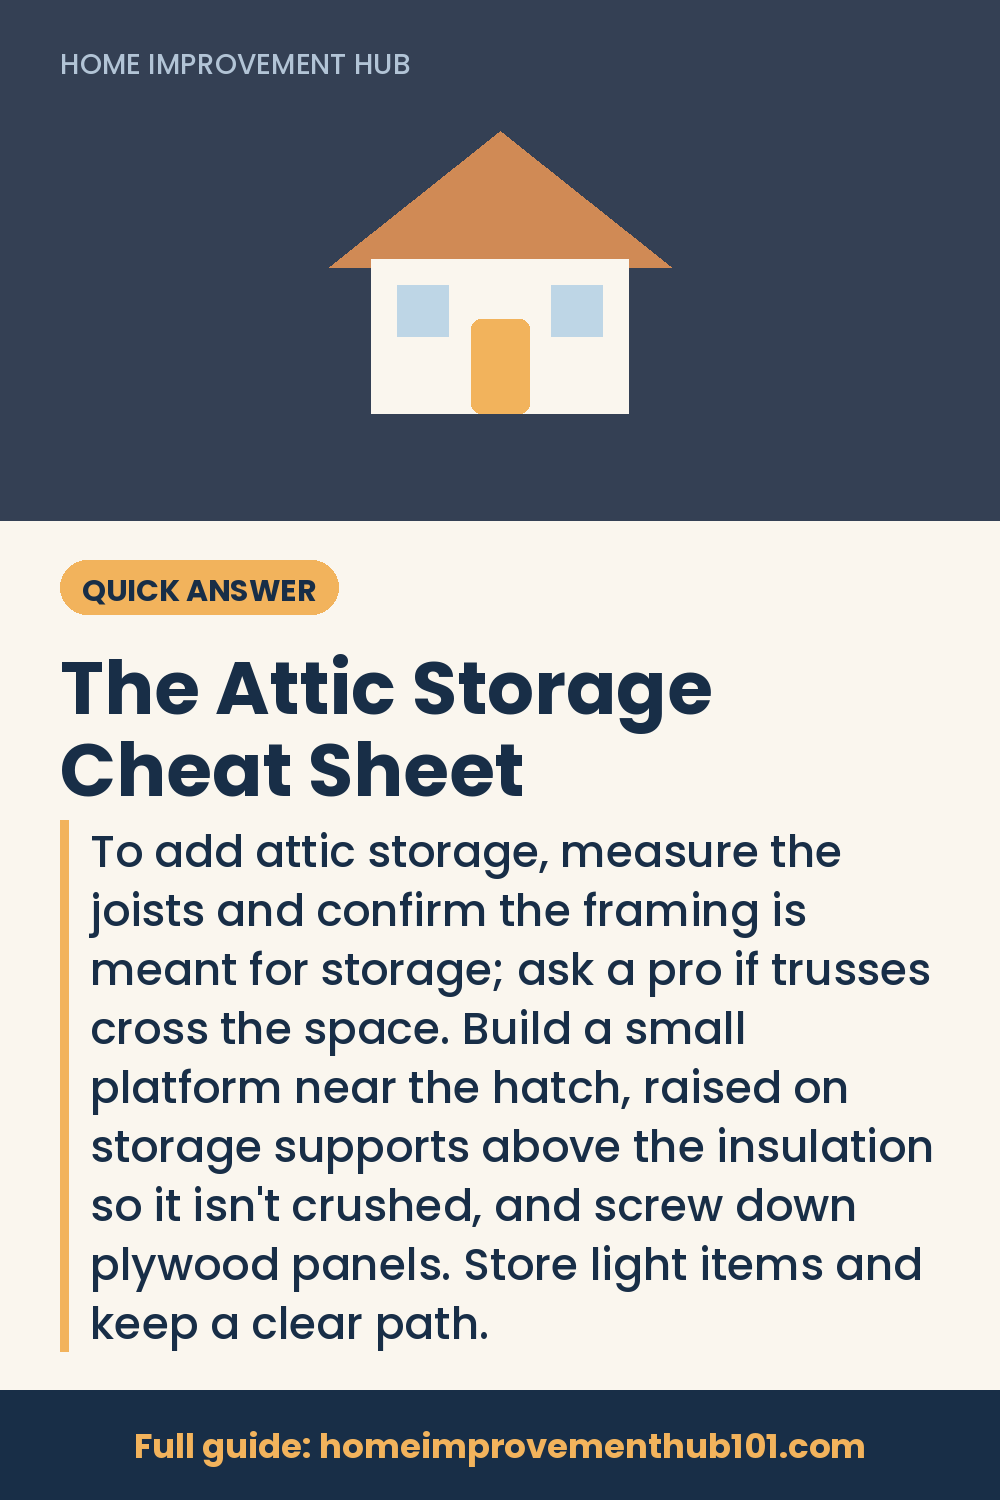 HOME IMPROVEMENT HUB
QUICK ANSWER
The Attic Storage
Cheat Sheet
To add attic storage, measure the
joists and confirm the framing is
meant for storage; ask a pro if trusses
cross the space. Build a small
platform near the hatch, raised on
storage supports above the insulation
so it isn't crushed, and screw down
plywood panels. Store light items and
keep a clear path.
Full guide: homeimprovementhub101.com